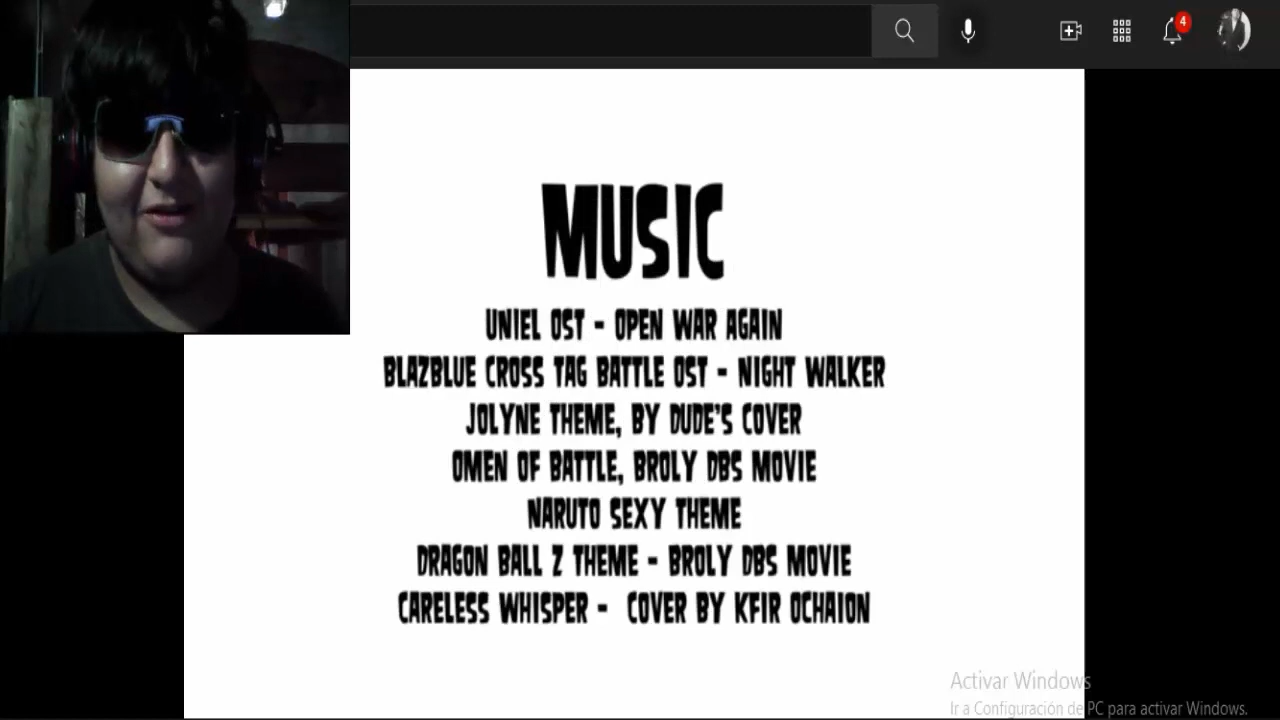 4
MUSIC
UNIEL OST - OPEN WAR AGAIN
BLAZBLUE CROSS TAG BATTLE OST - NIGHT WALKER
JOLYNE THEME, BY DUDE'S COVER
OMEN OF BATTLE, BROLY DBS MOVIE
NARUTO SEXY THEME
DRAGON BALL Z THEME - BROLY DBS MOVIE
CARELESS WHISPER - COVER BY KFIR OCHAION
Activar Windows
Ir a Configuración de PC para activar Windows.